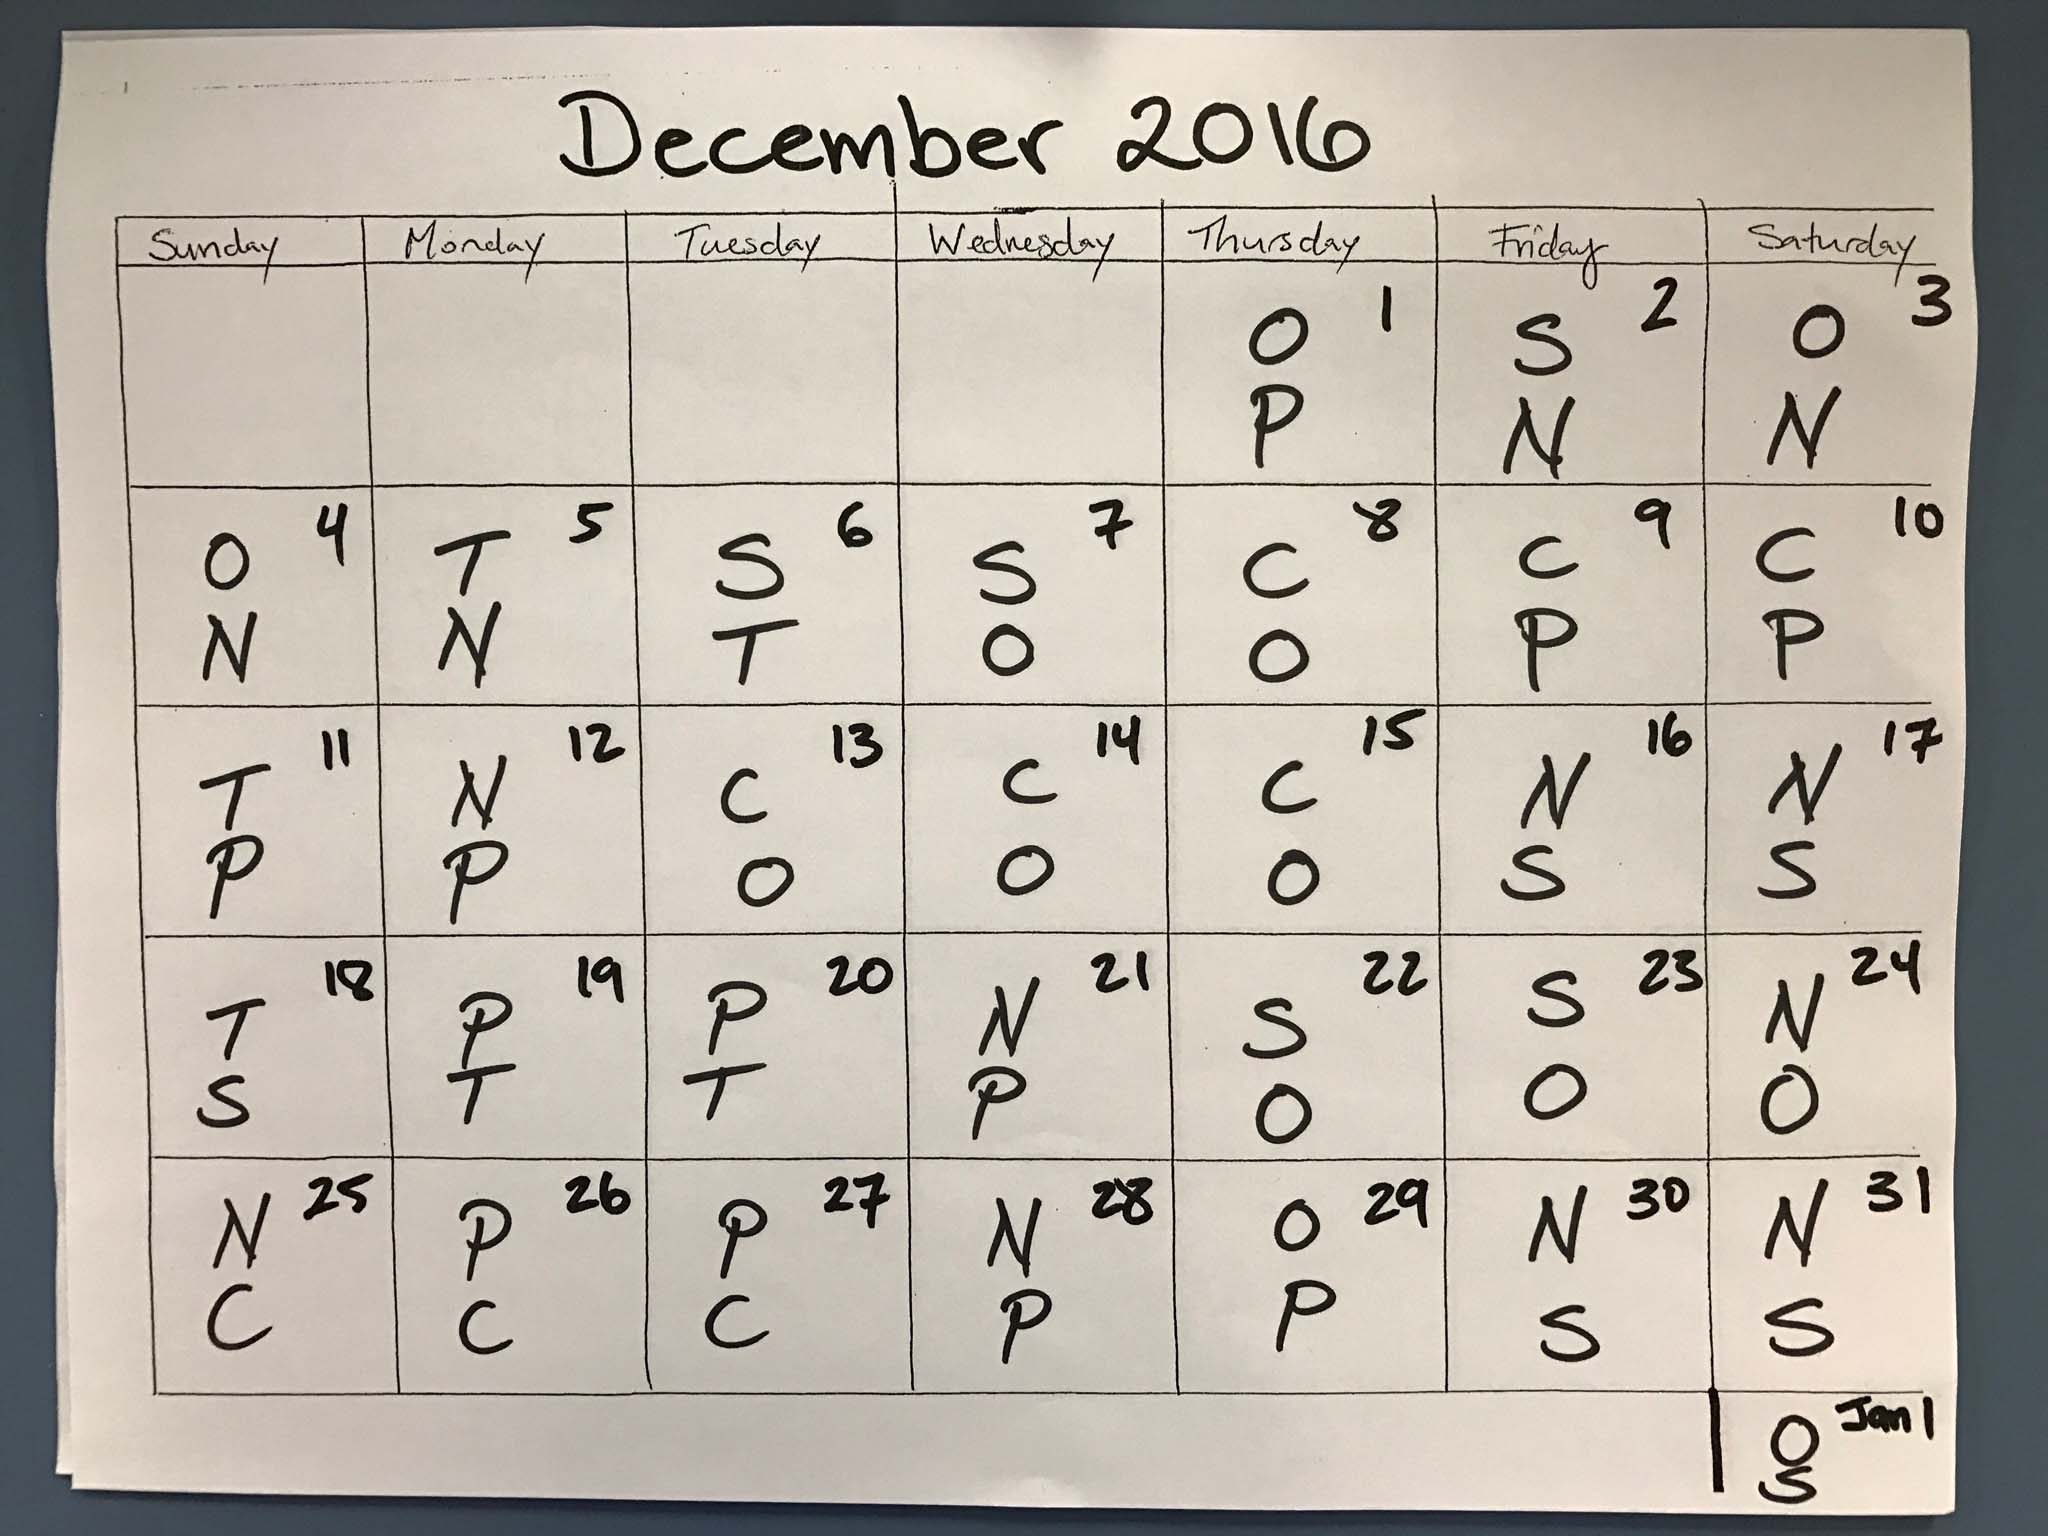 December 2016
Sunday Monday Tuesday Wednesday Thursday Friday Saturday
1 2 3
O S O
P N N
4 5 6 7 8 9 10
O T S S C C C
N N T O O P P
11 12 13 14 15 16 17
T N C C C N N
P P O O O S S
18 19 20 21 22 23 24
T P P N S S N
S T T P O O O
25 26 27 28 29 30 31
N P P N O N N
C C C P P S S
Jan 1
O
S